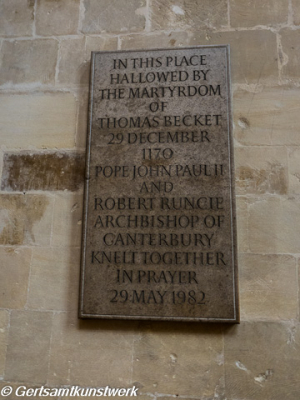 IN THIS PLACE
HALLOWED BY
THE MARTYRDOM
OF
THOMAS BECKET
29 DECEMBER
1170
POPE JOHN PAUL II
AND
ROBERT RUNCIE
ARCHBISHOP OF
CANTERBURY
KNELT TOGETHER
IN PRAYER
29 MAY 1982
© Gertsamtkunstwerk